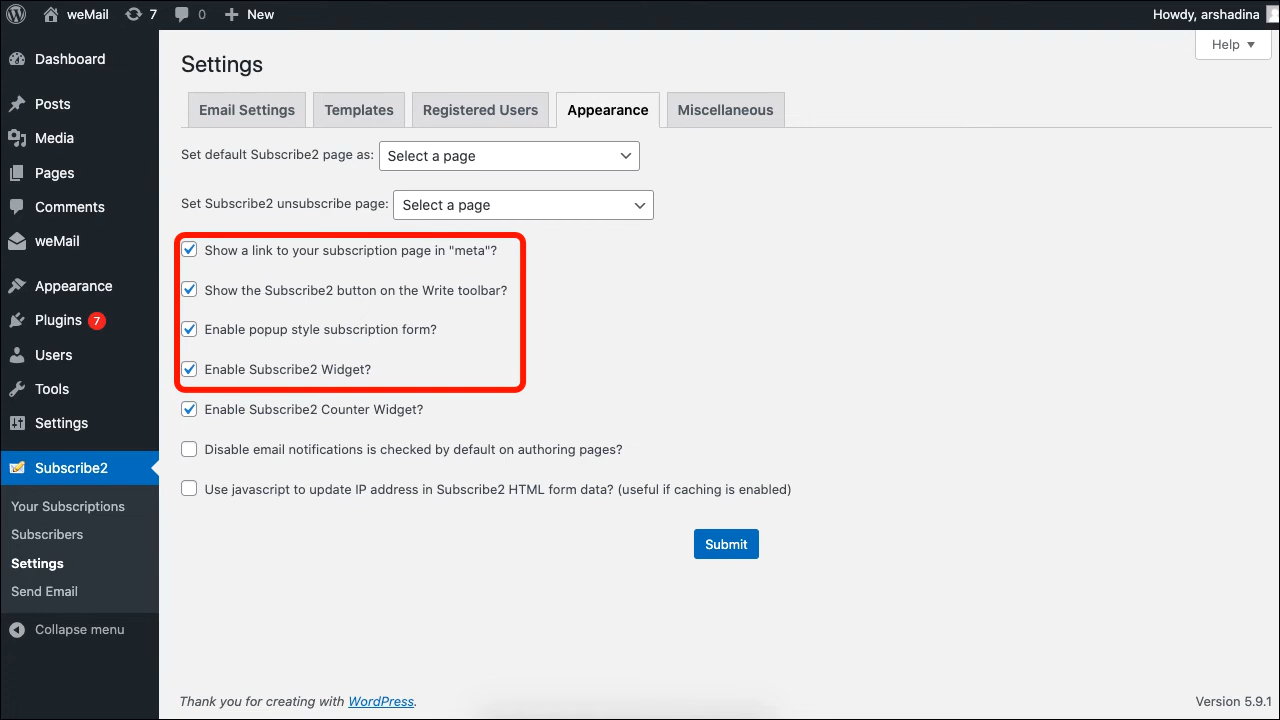 weMail 7 0 New Howdy, arshadina
Help
Dashboard
Posts
Media
Pages
Comments
weMail
Appearance
Plugins 7
Users
Tools
Settings
Subscribe2
Your Subscriptions
Subscribers
Settings
Send Email
Collapse menu
Settings
Email Settings Templates Registered Users Appearance Miscellaneous
Set default Subscribe2 page as: Select a page
Set Subscribe2 unsubscribe page: Select a page
Show a link to your subscription page in "meta"?
Show the Subscribe2 button on the Write toolbar?
Enable popup style subscription form?
Enable Subscribe2 Widget?
Enable Subscribe2 Counter Widget?
Disable email notifications is checked by default on authoring pages?
Use javascript to update IP address in Subscribe2 HTML form data? (useful if caching is enabled)
Submit
Thank you for creating with WordPress. Version 5.9.1